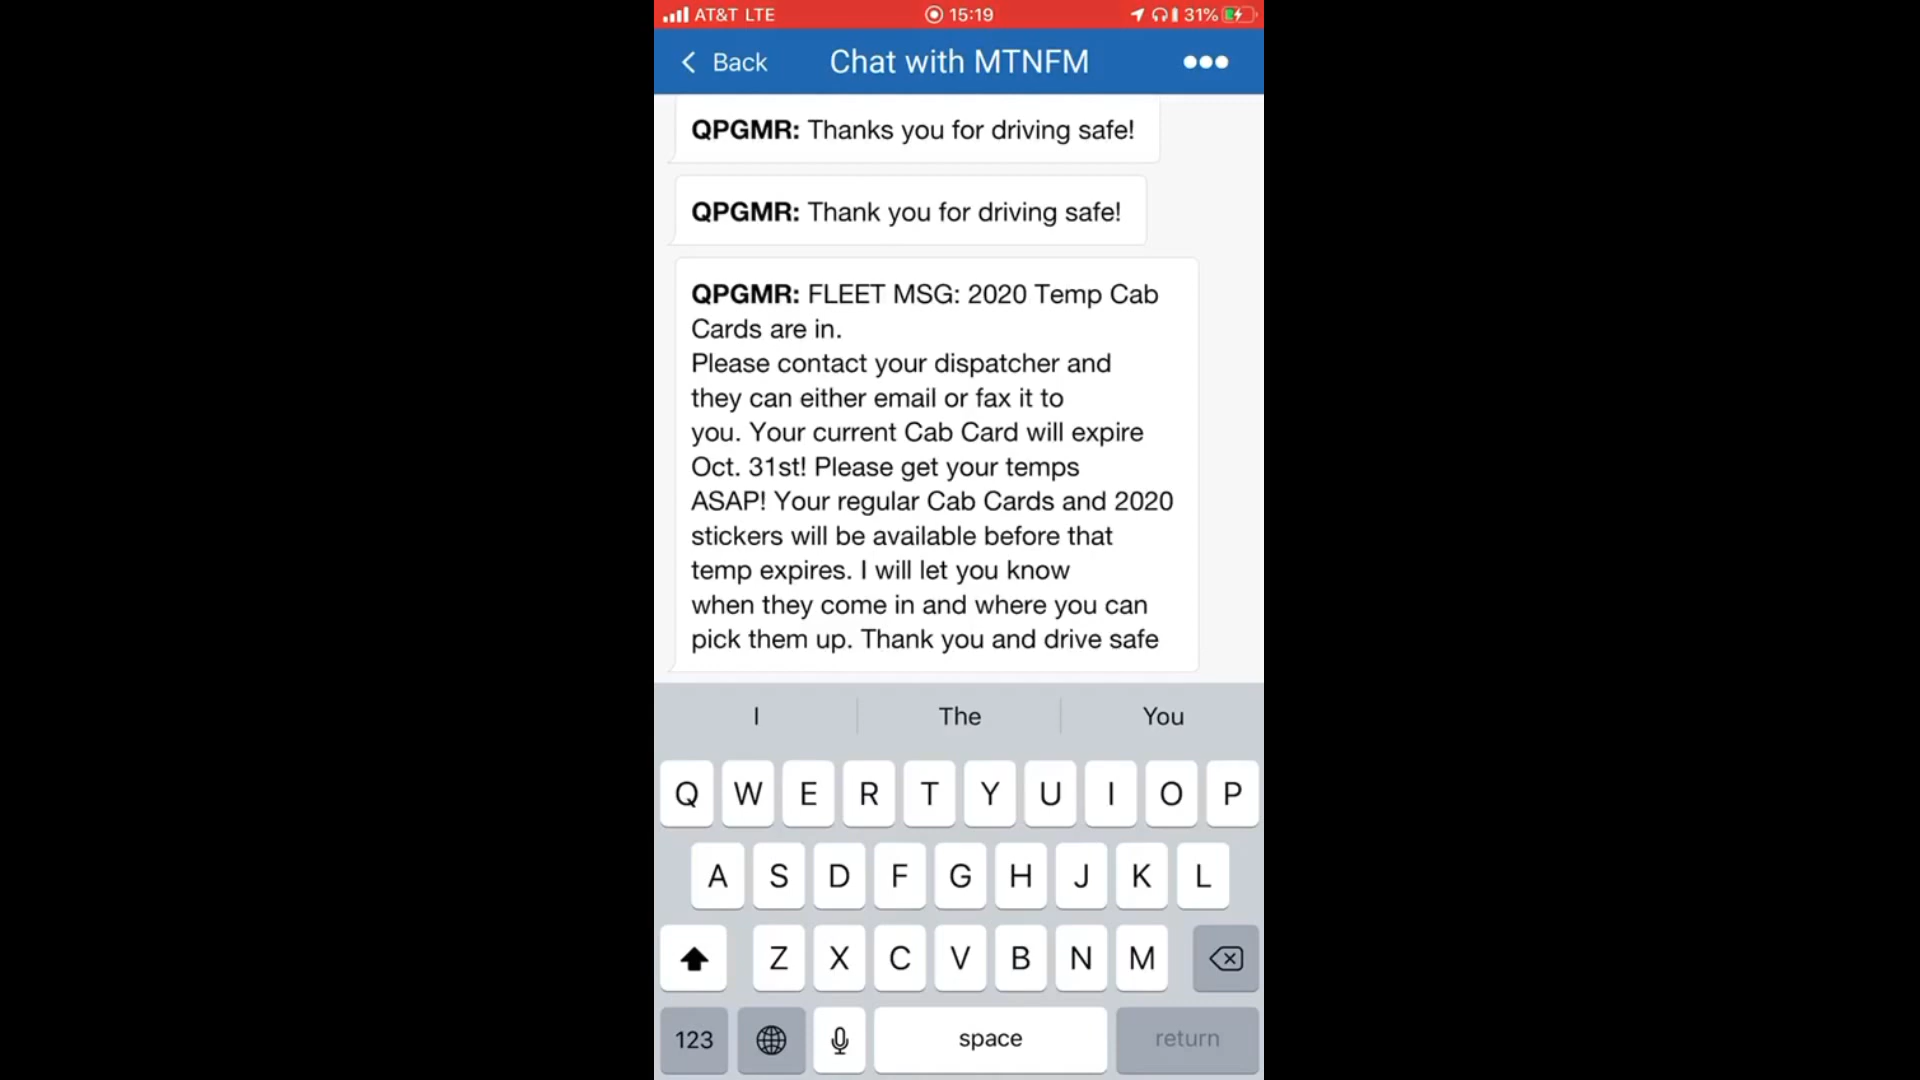 AT&T LTE 15:19 31%
Back Chat with MTNFM
QPGMR: Thanks you for driving safe!
QPGMR: Thank you for driving safe!
QPGMR: FLEET MSG: 2020 Temp Cab
Cards are in.
Please contact your dispatcher and
they can either email or fax it to
you. Your current Cab Card will expire
Oct. 31st! Please get your temps
ASAP! Your regular Cab Cards and 2020
stickers will be available before that
temp expires. I will let you know
when they come in and where you can
pick them up. Thank you and drive safe
I The You
Q W E R T Y U I O P
A S D F G H J K L
Z X C V B N M
123 space return